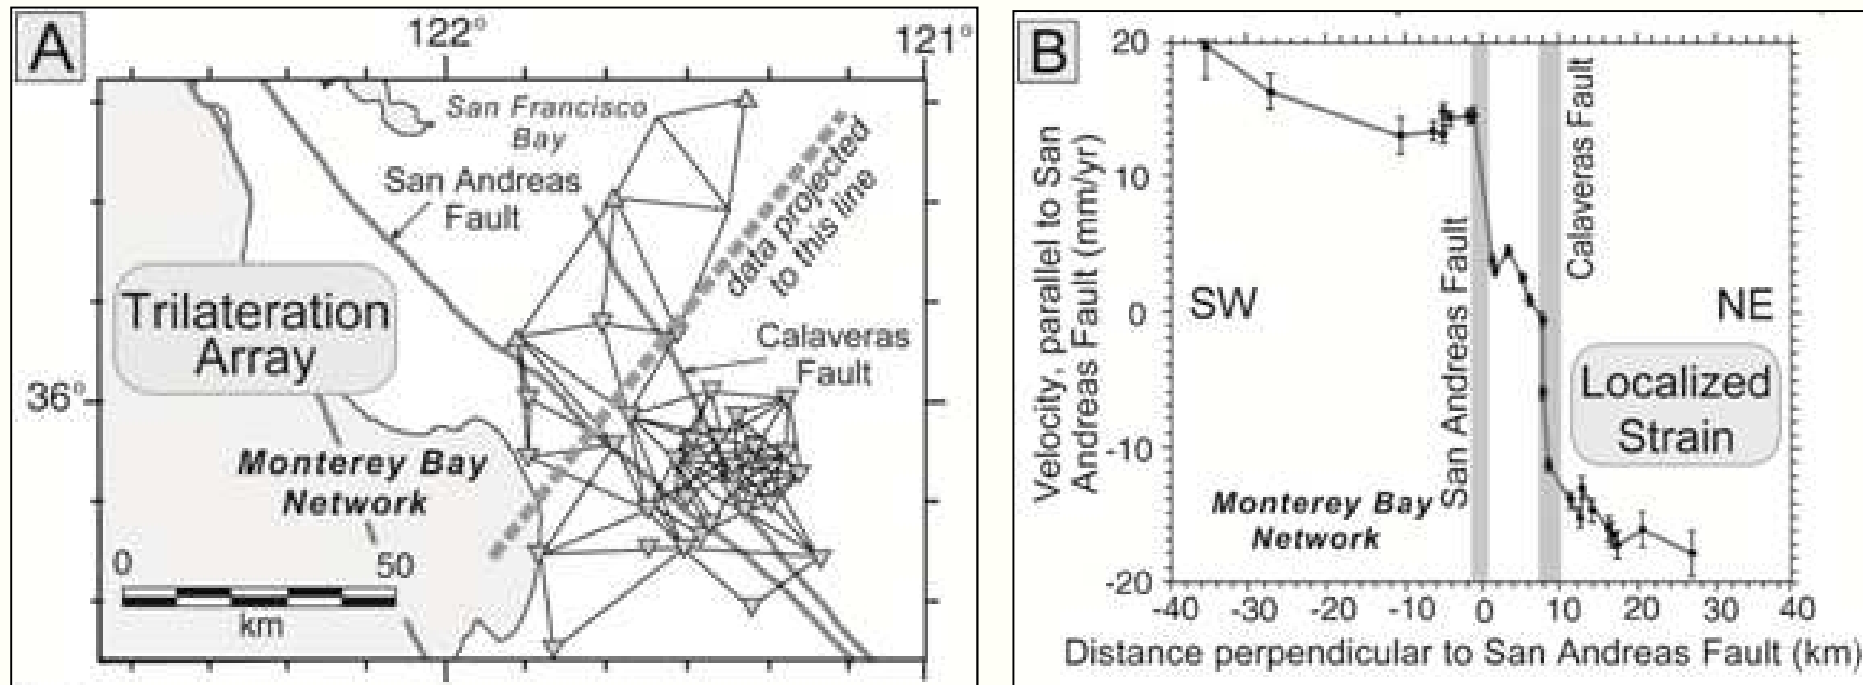 A
122°
121°
San Francisco
Bay
San Andreas
Fault
data projected
to this line
Trilateration
Array
Calaveras
Fault
36°
Monterey Bay
Network
0
50
km
B
Velocity, parallel to San
Andreas Fault (mm/yr)
20
10
0
-10
-20
SW
NE
San Andreas Fault
Calaveras Fault
Localized
Strain
Monterey Bay
Network
-40 -30 -20 -10 0 10 20 30 40
Distance perpendicular to San Andreas Fault (km)